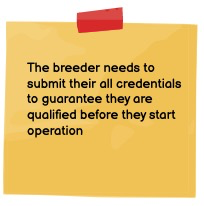 The breeder needs to
submit their all credentials
to guarantee they are
qualified before they start
operation